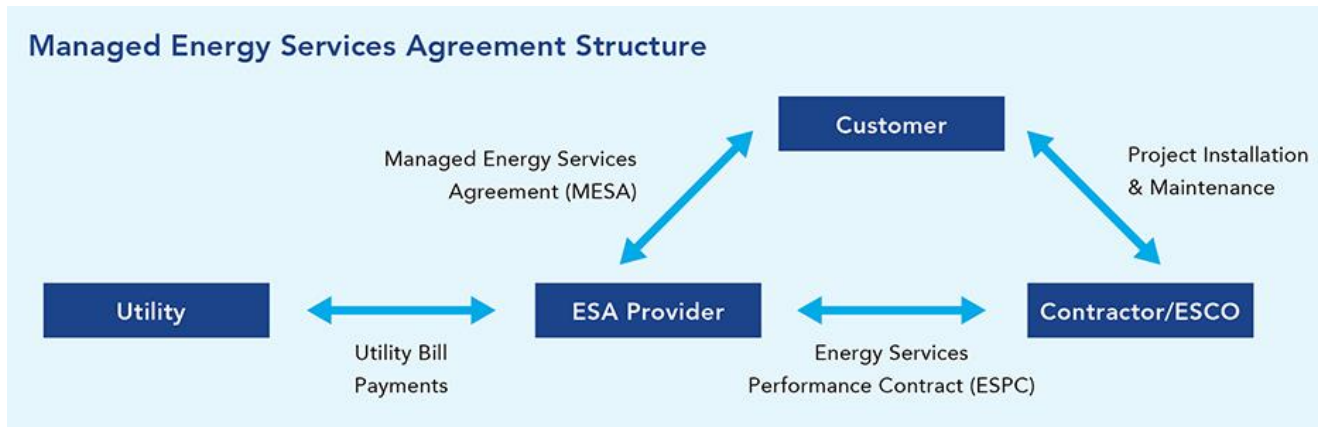 Managed Energy Services Agreement Structure
Customer
Managed Energy Services
Agreement (MESA)
Project Installation
& Maintenance
Utility
ESA Provider
Contractor/ESCO
Utility Bill
Payments
Energy Services
Performance Contract (ESPC)